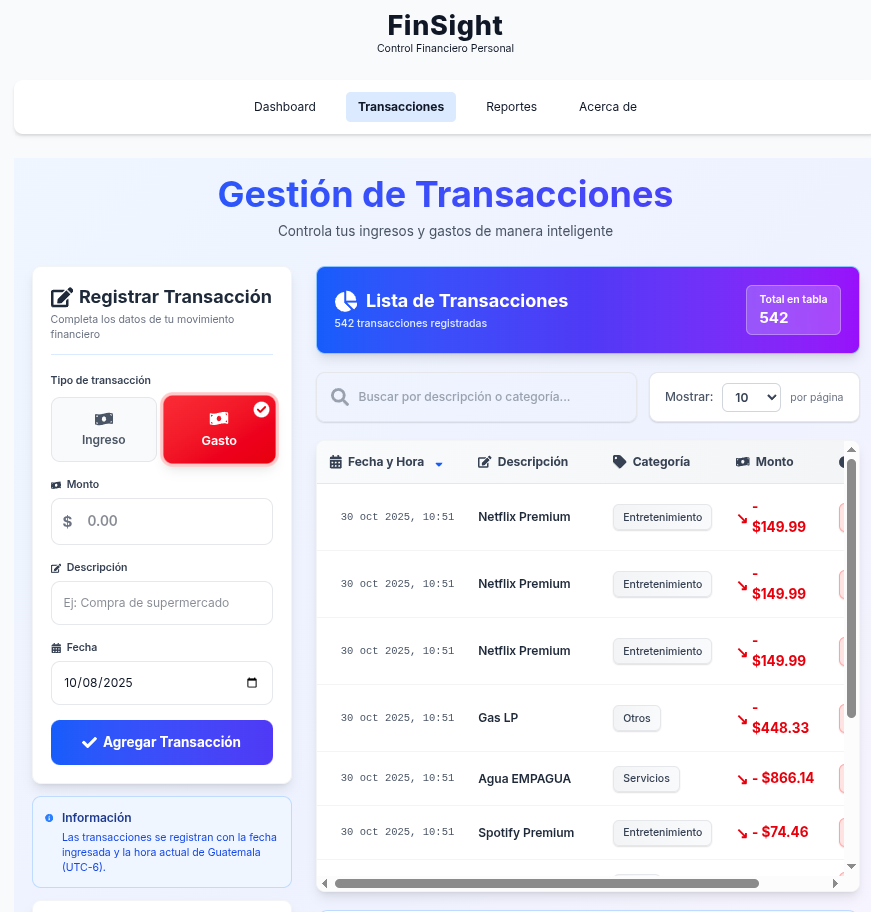 FinSight
Control Financiero Personal
Dashboard
Transacciones
Reportes
Acerca de
Gestión de Transacciones
Controla tus ingresos y gastos de manera inteligente
Registrar Transacción
Completa los datos de tu movimiento
financiero
Tipo de transacción
Ingreso
Gasto
Monto
$ 0.00
Descripción
Ej: Compra de supermercado
Fecha
10/08/2025
Agregar Transacción
Información
Las transacciones se registran con la fecha
ingresada y la hora actual de Guatemala
(UTC-6).
Lista de Transacciones
542 transacciones registradas
Total en tabla
542
Buscar por descripción o categoría...
Mostrar: 10 por página
Fecha y Hora Descripción Categoría Monto
30 oct 2025, 10:51 Netflix Premium Entretenimiento -
$149.99
30 oct 2025, 10:51 Netflix Premium Entretenimiento -
$149.99
30 oct 2025, 10:51 Netflix Premium Entretenimiento -
$149.99
30 oct 2025, 10:51 Gas LP Otros -
$448.33
30 oct 2025, 10:51 Agua EMPAGUA Servicios - $866.14
30 oct 2025, 10:51 Spotify Premium Entretenimiento - $74.46